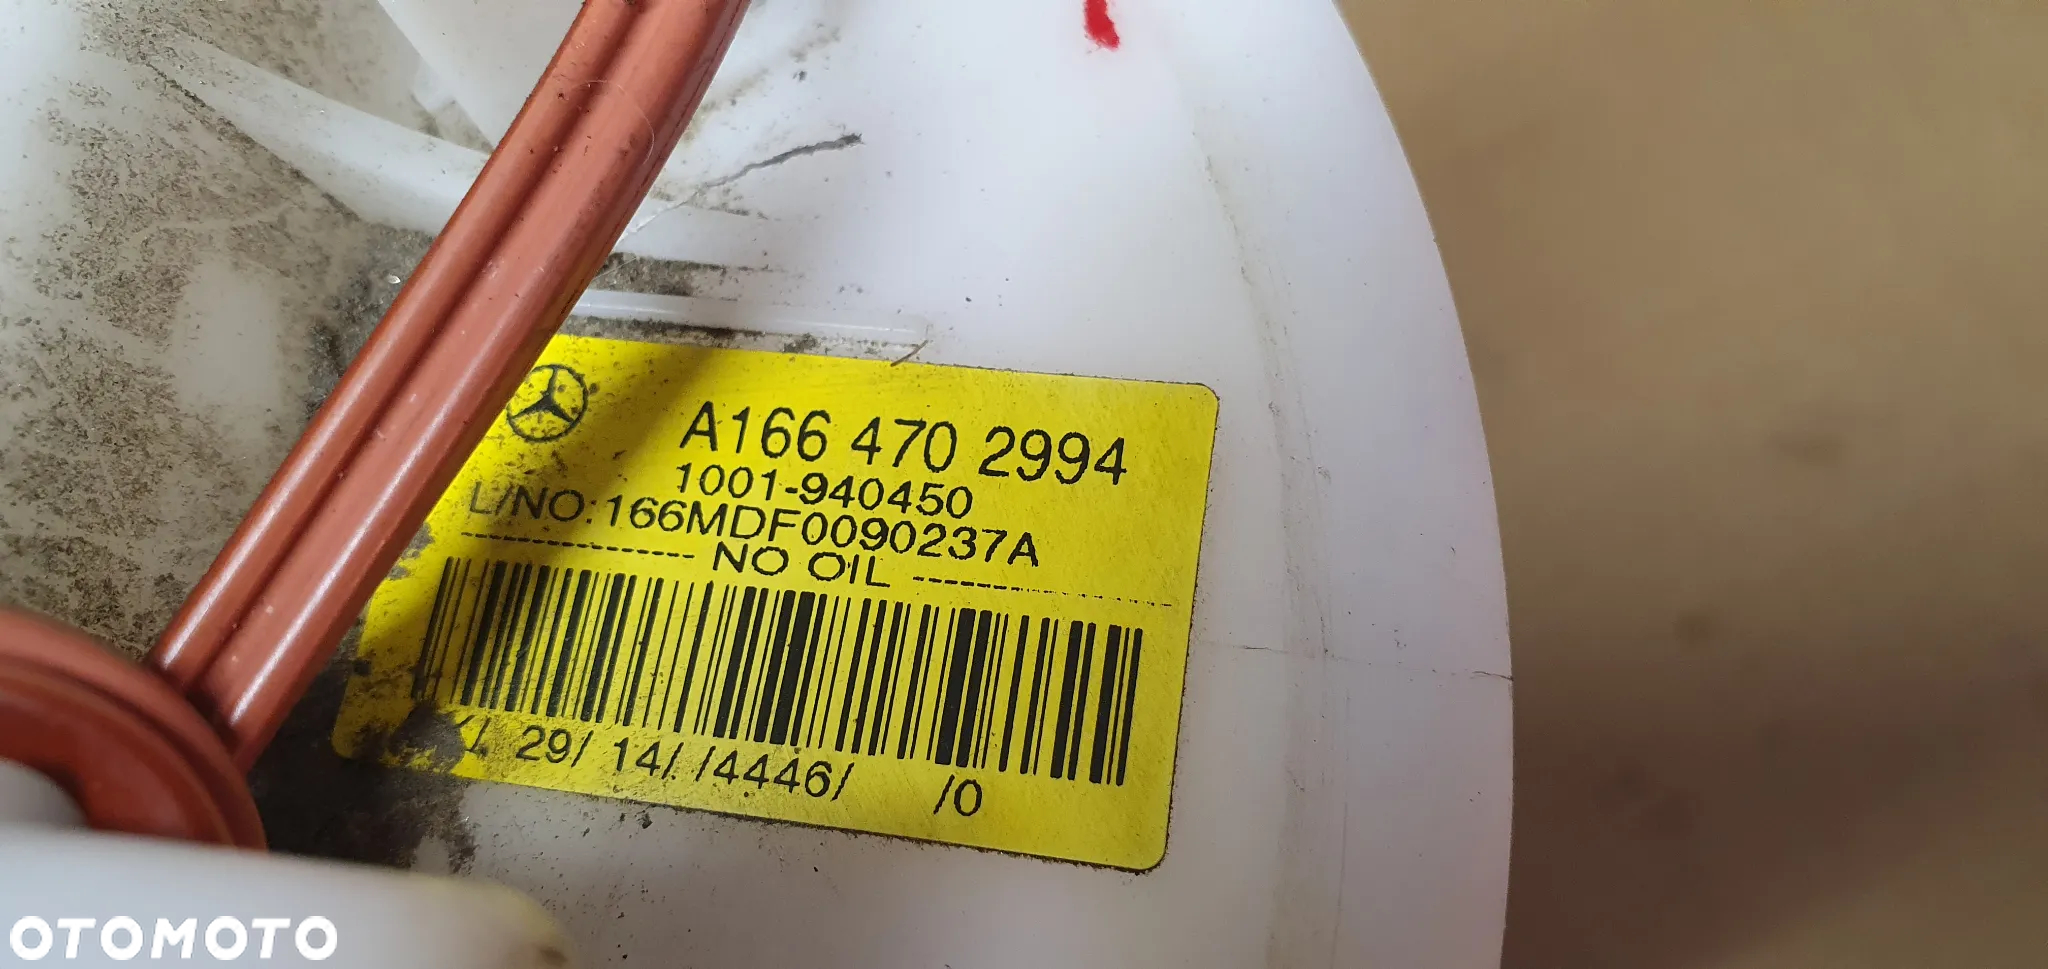 A166 470 2994
1001-940450
L/NO.:166MDF0090237A
--------------- NO OIL ---------------
29/ 14/. /4446/ /0
OTOMOTO